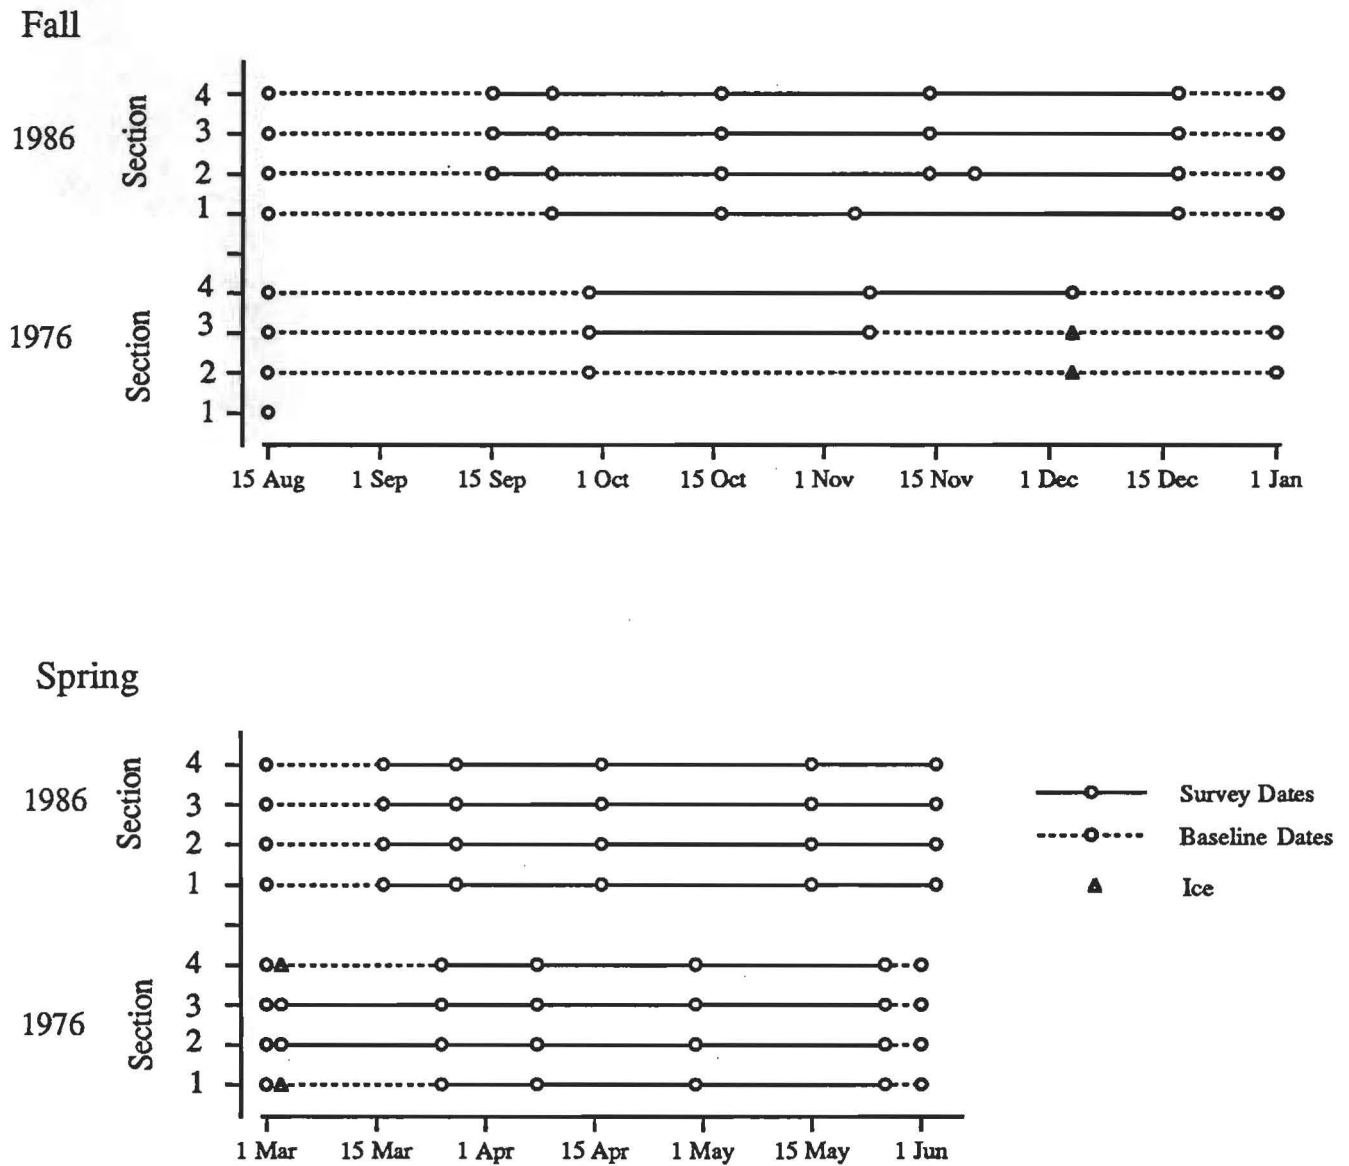 Fall
1986
Section
4
3
2
1
1976
Section
4
3
2
1
15 Aug 1 Sep 15 Sep 1 Oct 15 Oct 1 Nov 15 Nov 1 Dec 15 Dec 1 Jan
Spring
1986
Section
4
3
2
1
1976
Section
4
3
2
1
1 Mar 15 Mar 1 Apr 15 Apr 1 May 15 May 1 Jun
Survey Dates
Baseline Dates
Ice